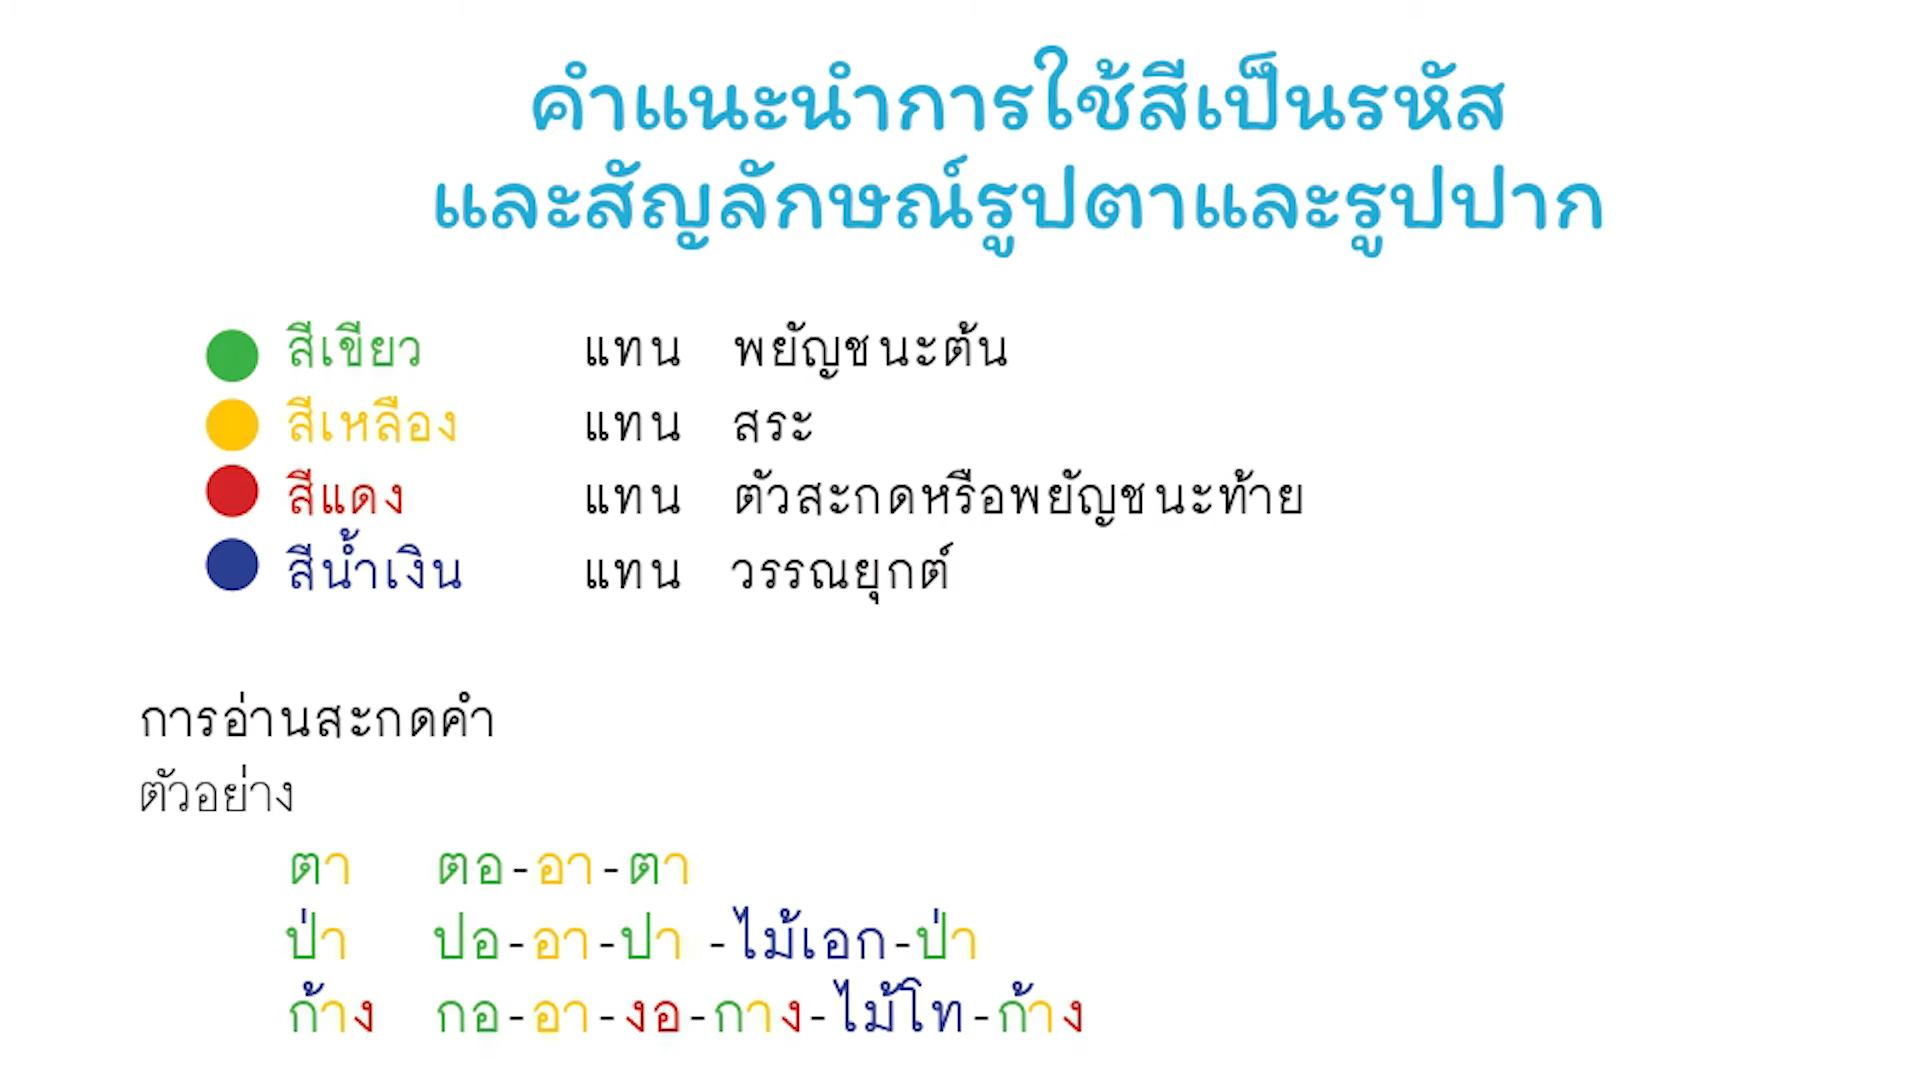 คำแนะนำการใช้สีเป็นรหัส
และสัญลักษณ์รูปตาและรูปปาก
สีเขียว แทน พยัญชนะต้น
สีเหลือง แทน สระ
สีแดง แทน ตัวสะกดหรือพยัญชนะท้าย
สีน้ำเงิน แทน วรรณยุกต์
การอ่านสะกดคำ
ตัวอย่าง
ตา ตอ-อา-ตา
ป่า ปอ-อา-ปา -ไม้เอก-ป่า
ก้าง กอ-อา-งอ-กาง-ไม้โท-ก้าง